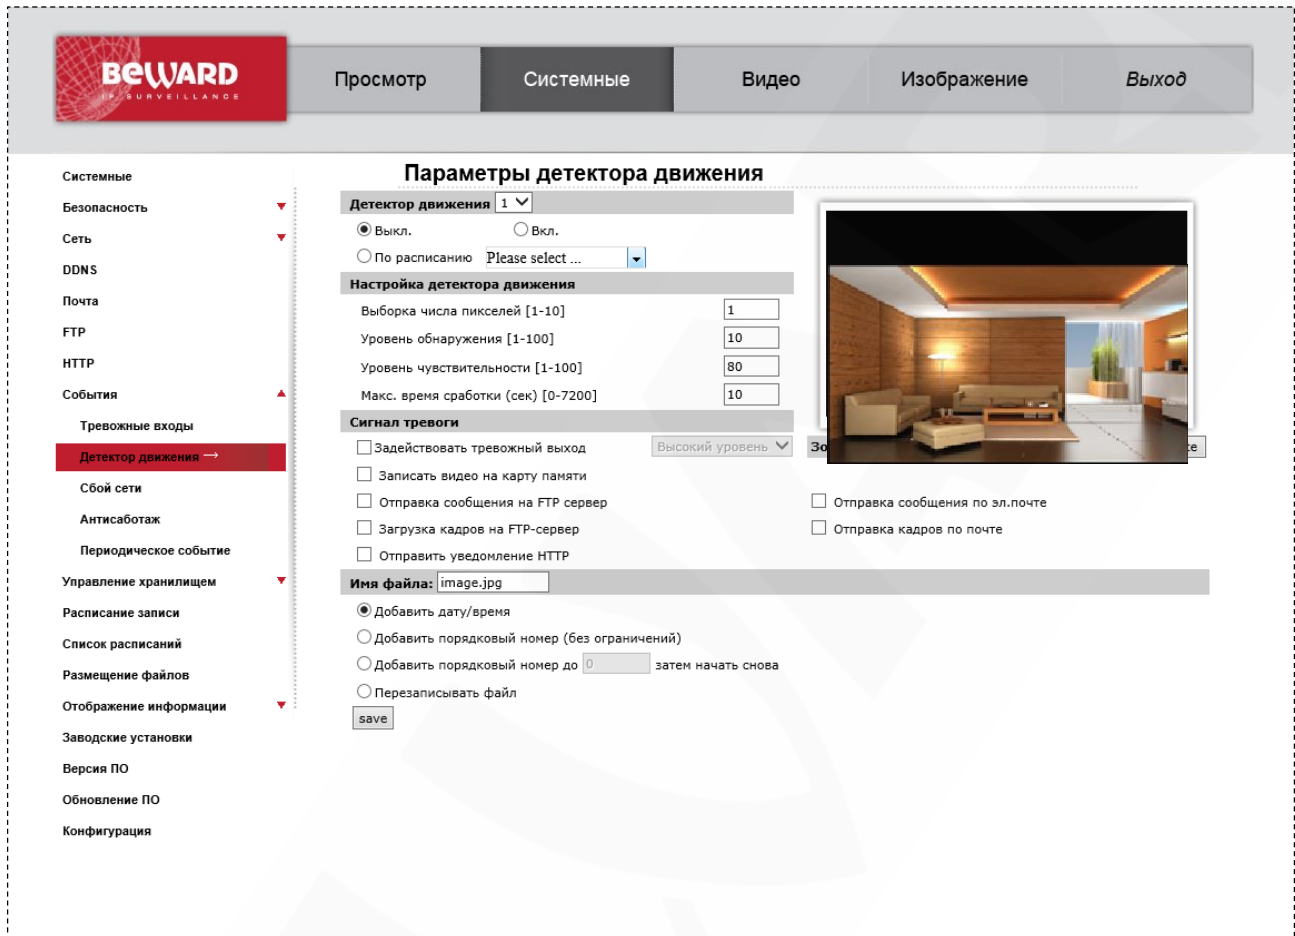 BEWARD
IP SURVEILLANCE
Просмотр
Системные
Видео
Изображение
Выход
Системные
Безопасность
Сеть
DDNS
Почта
FTP
HTTP
События
Тревожные входы
Детектор движения →
Сбой сети
Антисаботаж
Периодическое событие
Управление хранилищем
Расписание записи
Список расписаний
Размещение файлов
Отображение информации
Заводские установки
Версия ПО
Обновление ПО
Конфигурация
Параметры детектора движения
Детектор движения 1
Выкл. Вкл.
По расписанию Please select ...
Настройка детектора движения
Выборка числа пикселей [1-10] 1
Уровень обнаружения [1-100] 10
Уровень чувствительности [1-100] 80
Макс. время сработки (сек) [0-7200] 10
Сигнал тревоги
Задействовать тревожный выход Высокий уровень
Записать видео на карту памяти
Отправка сообщения на FTP сервер Отправка сообщения по эл.почте
Загрузка кадров на FTP-сервер Отправка кадров по почте
Отправить уведомление HTTP
Имя файла: image.jpg
Добавить дату/время
Добавить порядковый номер (без ограничений)
Добавить порядковый номер до 0 затем начать снова
Перезаписывать файл
save